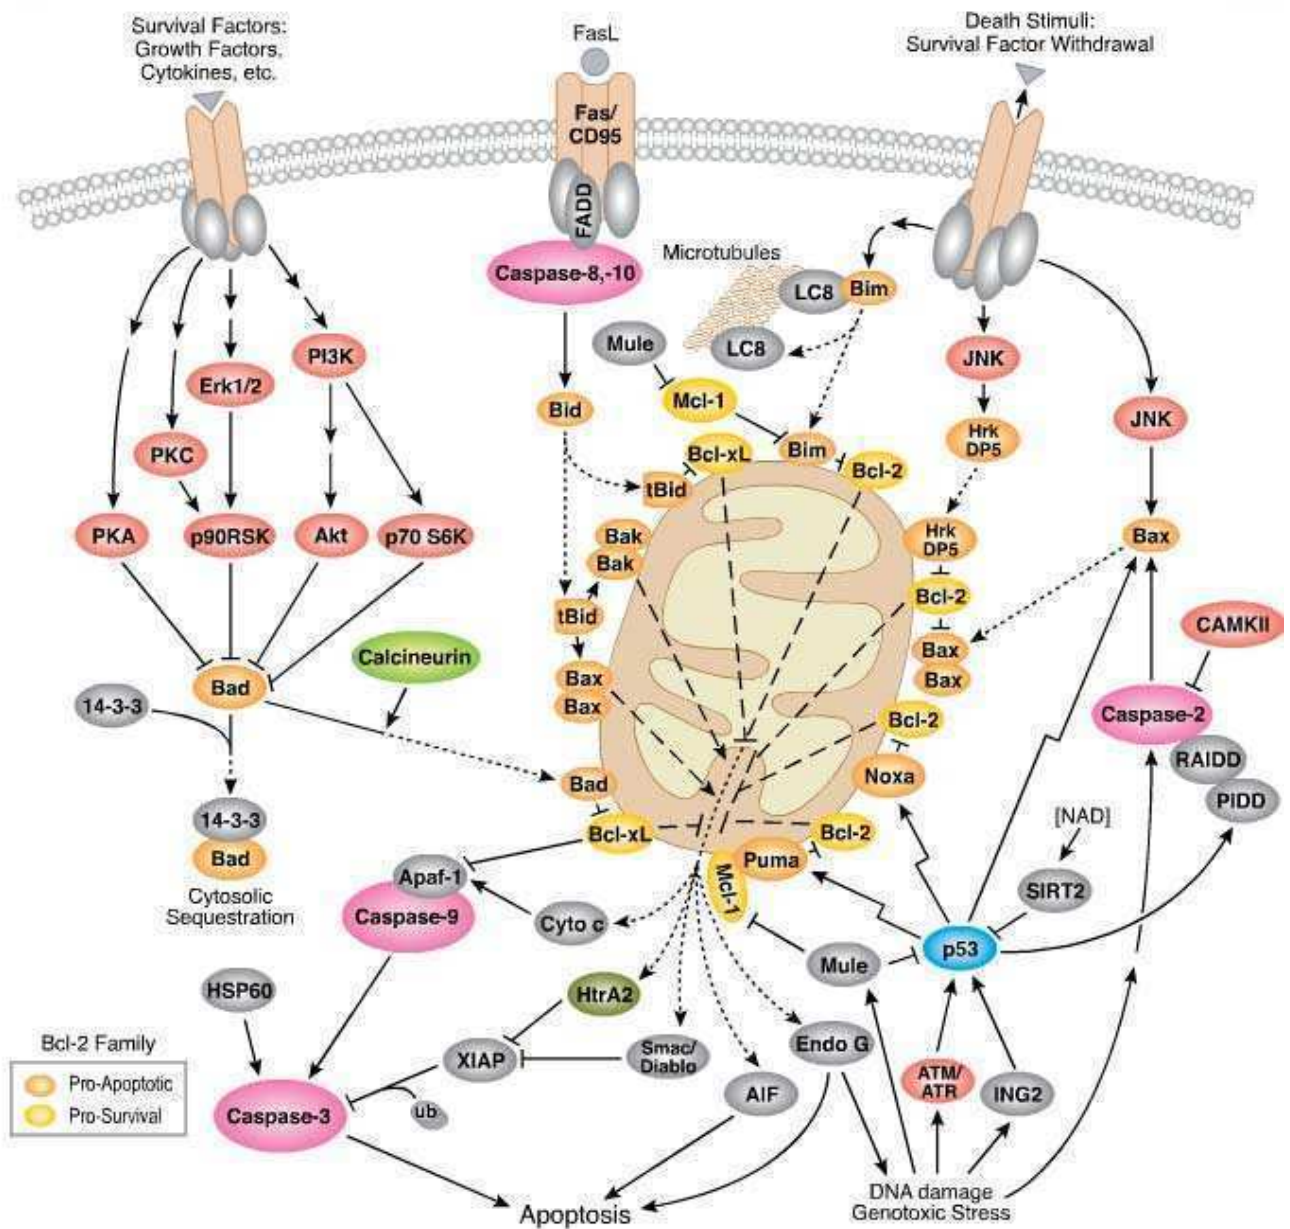 Survival Factors:
Growth Factors,
Cytokines, etc.
FasL
Death Stimuli:
Survival Factor Withdrawal
Fas/
CD95
FADD
Caspase-8,-10
Microtubules
LC8
Bim
LC8
Mule
Mcl-1
Bim
PI3K
Erk1/2
PKC
PKA
p90RSK
Akt
p70 S6K
Bid
Bcl-xL
Bcl-2
tBid
Bak
Bak
tBid
Bax
Bax
JNK
Hrk
DP5
JNK
Hrk
DP5
Bcl-2
Bax
Bax
Bax
CAMKII
Caspase-2
RAIDD
PIDD
Calcineurin
Bad
14-3-3
14-3-3
Bad
Cytosolic
Sequestration
Bad
Bcl-xL
Bcl-2
Noxa
Bcl-2
Puma
Mcl-1
[NAD]
SIRT2
p53
Mule
Apaf-1
Caspase-9
Cyto c
HtrA2
HSP60
XIAP
Smac/
Diablo
Endo G
AIF
ATM/
ATR
ING2
Caspase-3
ub
Bcl-2 Family
Pro-Apoptotic
Pro-Survival
DNA damage
Genotoxic Stress
Apoptosis